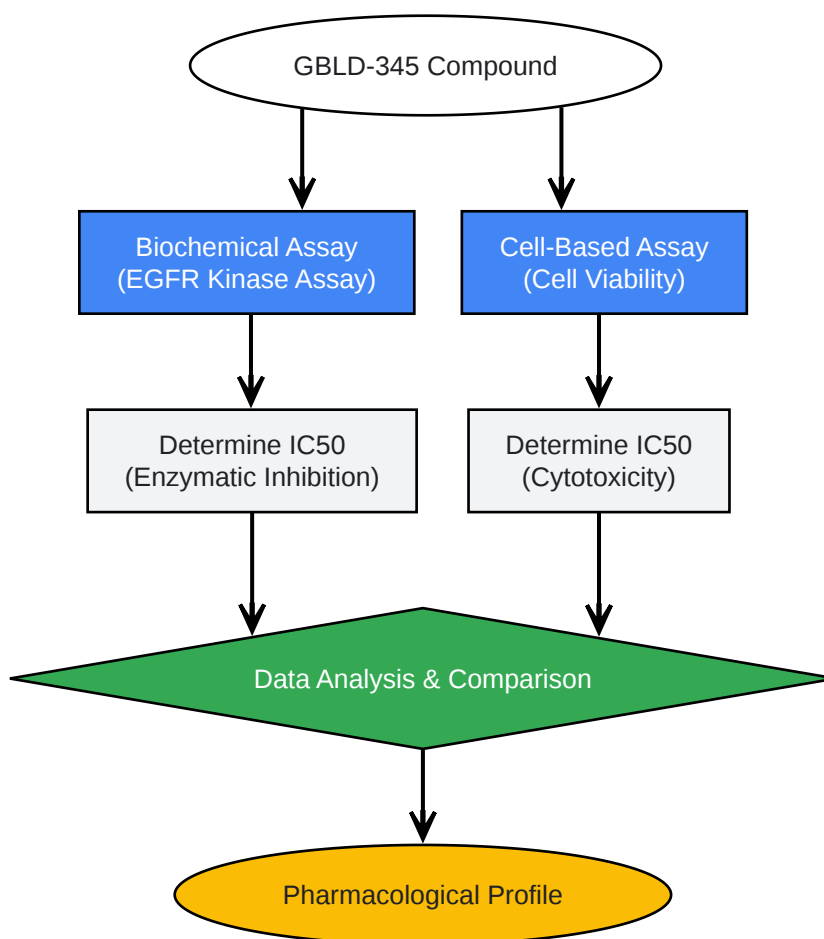 GBLD-345 Compound
Biochemical Assay
(EGFR Kinase Assay)
Cell-Based Assay
(Cell Viability)
Determine IC50
(Enzymatic Inhibition)
Determine IC50
(Cytotoxicity)
Data Analysis & Comparison
Pharmacological Profile